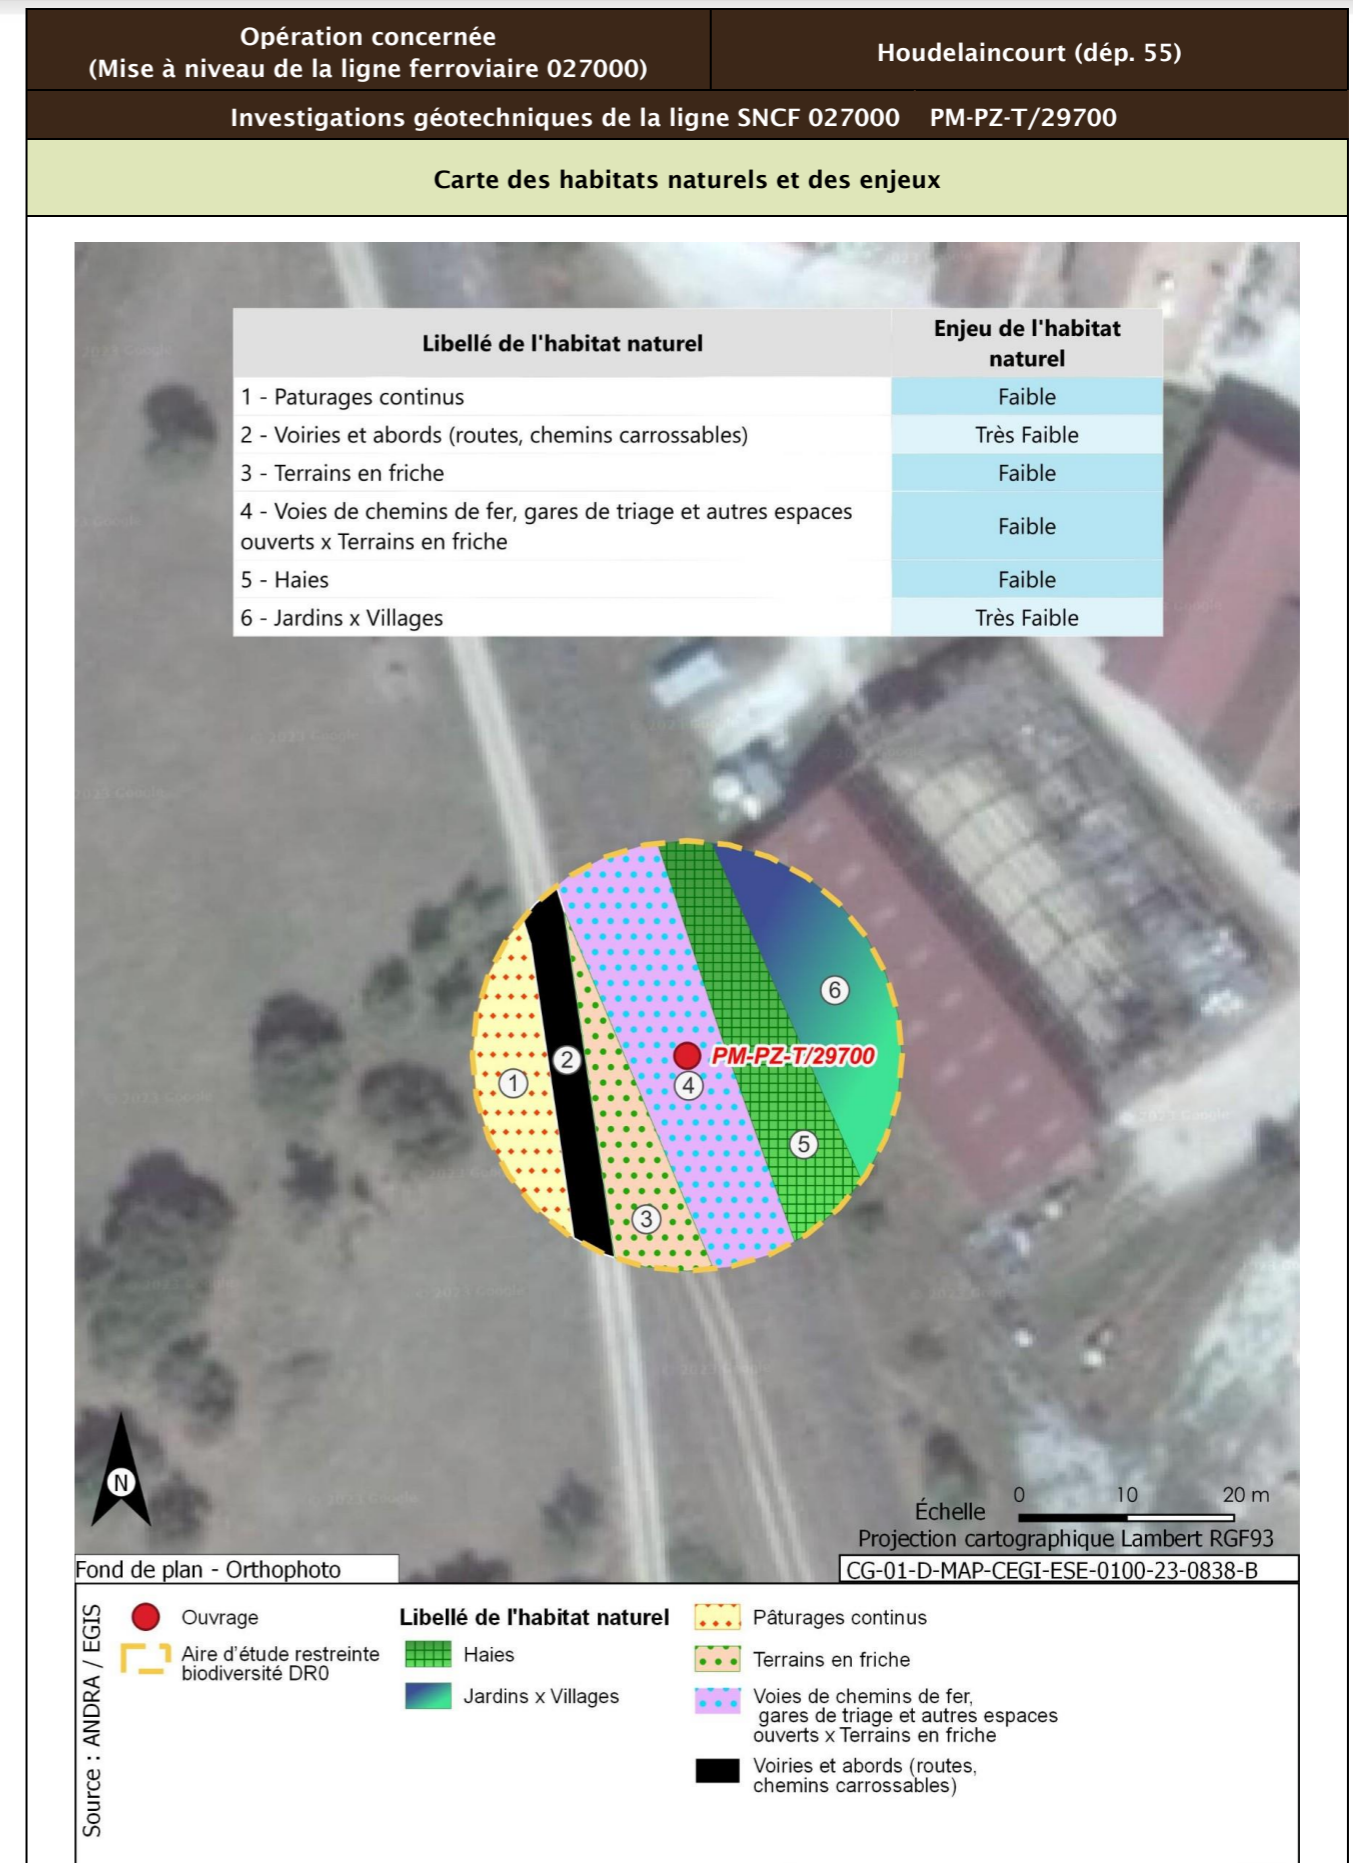 Opération concernée
(Mise à niveau de la ligne ferroviaire 027000)
Houdelaincourt (dép. 55)
Investigations géotechniques de la ligne SNCF 027000 PM-PZ-T/29700
Carte des habitats naturels et des enjeux
Libellé de l'habitat naturel
Enjeu de l'habitat
naturel
1 - Paturages continus
Faible
2 - Voiries et abords (routes, chemins carrossables)
Très Faible
3 - Terrains en friche
Faible
4 - Voies de chemins de fer, gares de triage et autres espaces
ouverts x Terrains en friche
Faible
5 - Haies
Faible
6 - Jardins x Villages
Très Faible
© 2023 Google
6
PM-PZ-T/29700
2
1
4
5
3
N
Échelle
0 10 20 m
Projection cartographique Lambert RGF93
Fond de plan - Orthophoto
CG-01-D-MAP-CEGI-ESE-0100-23-0838-B
Source : ANDRA / EGIS
Ouvrage
Aire d'étude restreinte
biodiversité DR0
Libellé de l'habitat naturel
Haies
Jardins x Villages
Pâturages continus
Terrains en friche
Voies de chemins de fer,
gares de triage et autres espaces
ouverts x Terrains en friche
Voiries et abords (routes,
chemins carrossables)